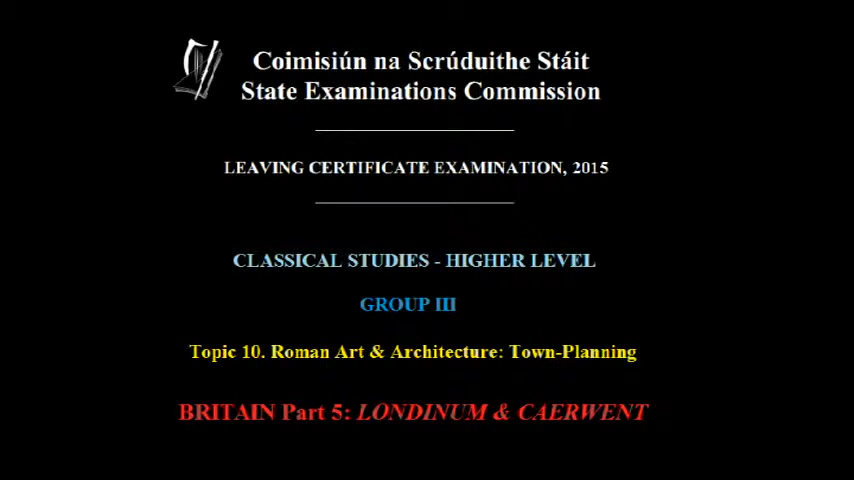 Coimisiún na Scrúduithe Stáit
State Examinations Commission
LEAVING CERTIFICATE EXAMINATION, 2015
CLASSICAL STUDIES - HIGHER LEVEL
GROUP III
Topic 10. Roman Art & Architecture: Town-Planning
BRITAIN Part 5: LONDINUM & CAERWENT